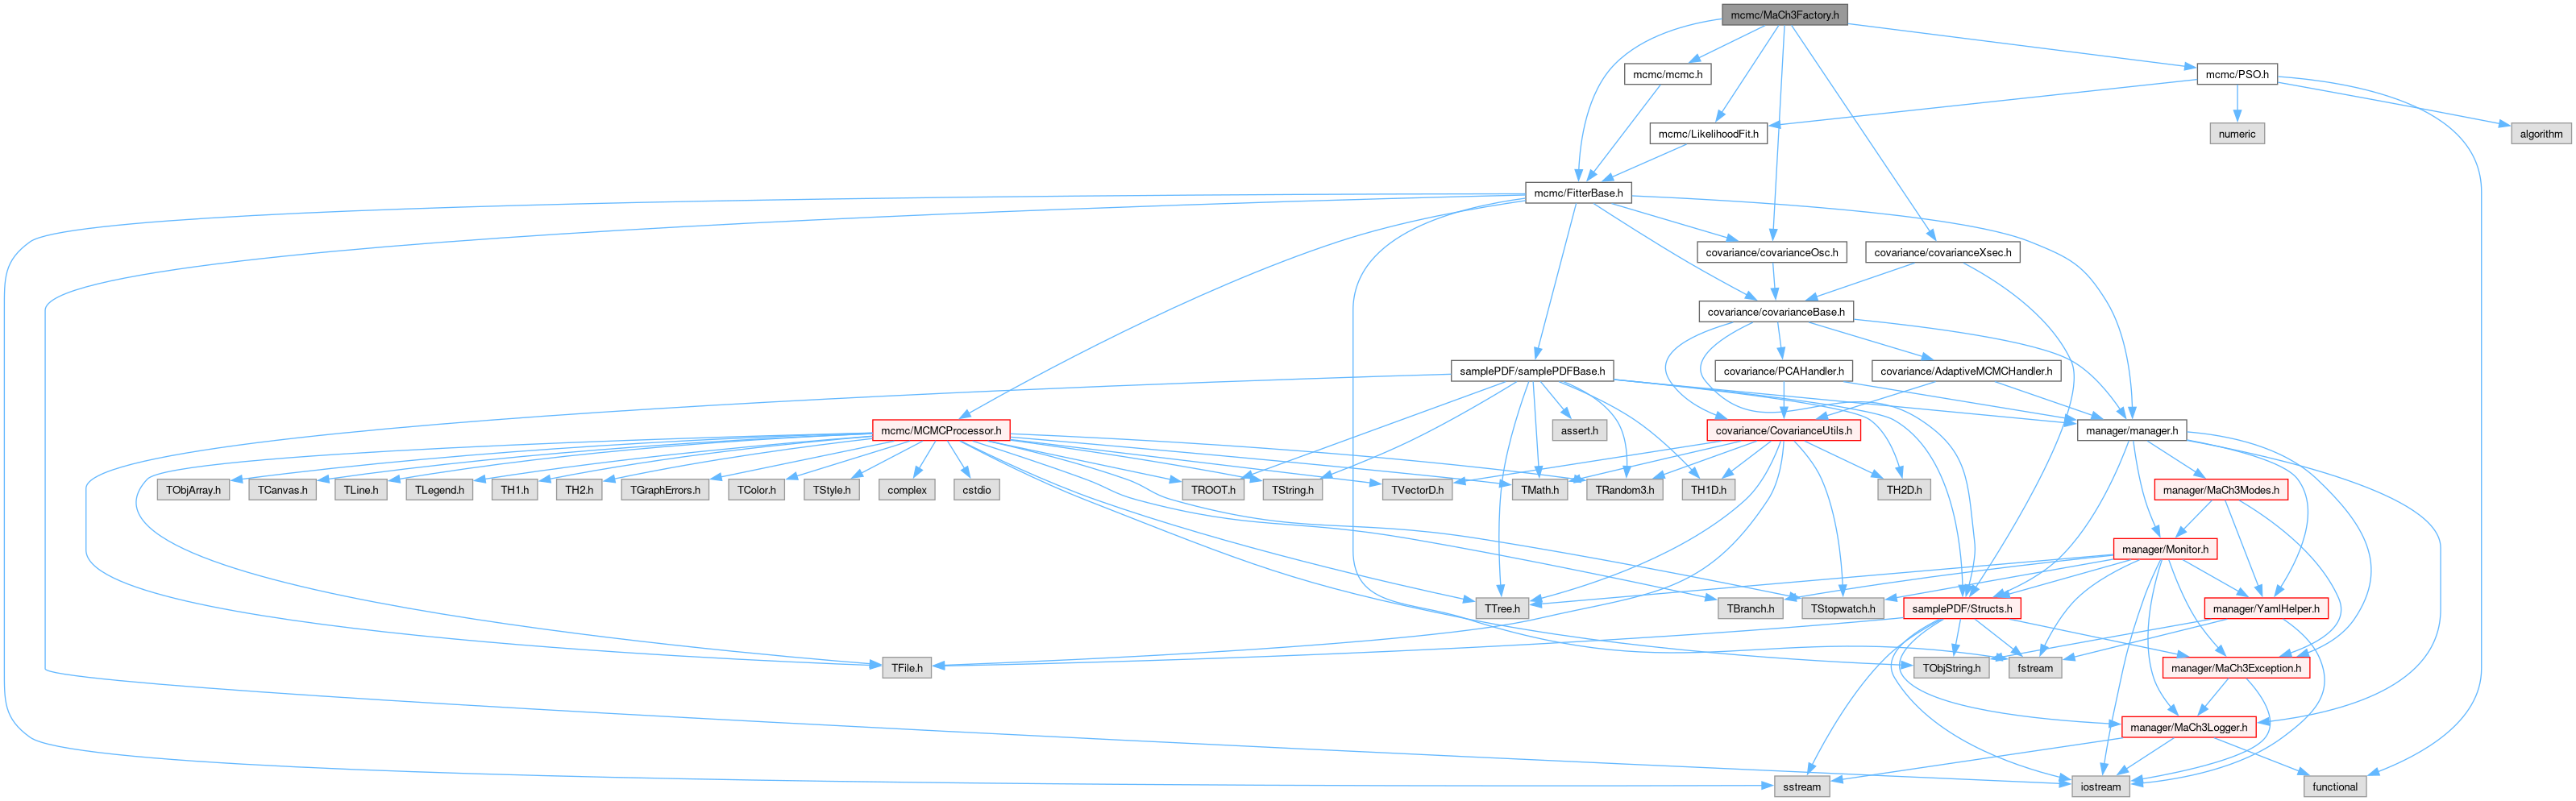 mcmc/MaCh3Factory.h
mcmc/mcmc.h
mcmc/PSO.h
mcmc/LikelihoodFit.h
numeric
algorithm
mcmc/FitterBase.h
covariance/covarianceOsc.h
covariance/covarianceXsec.h
covariance/covarianceBase.h
samplePDF/samplePDFBase.h
covariance/PCAHandler.h
covariance/AdaptiveMCMCHandler.h
mcmc/MCMCProcessor.h
assert.h
covariance/CovarianceUtils.h
manager/manager.h
TObjArray.h
TCanvas.h
TLine.h
TLegend.h
TH1.h
TH2.h
TGraphErrors.h
TColor.h
TStyle.h
complex
cstdio
TROOT.h
TString.h
TVectorD.h
TMath.h
TRandom3.h
TH1D.h
TH2D.h
manager/MaCh3Modes.h
manager/Monitor.h
TTree.h
TBranch.h
TStopwatch.h
samplePDF/Structs.h
manager/YamlHelper.h
TFile.h
TObjString.h
fstream
manager/MaCh3Exception.h
manager/MaCh3Logger.h
sstream
iostream
functional